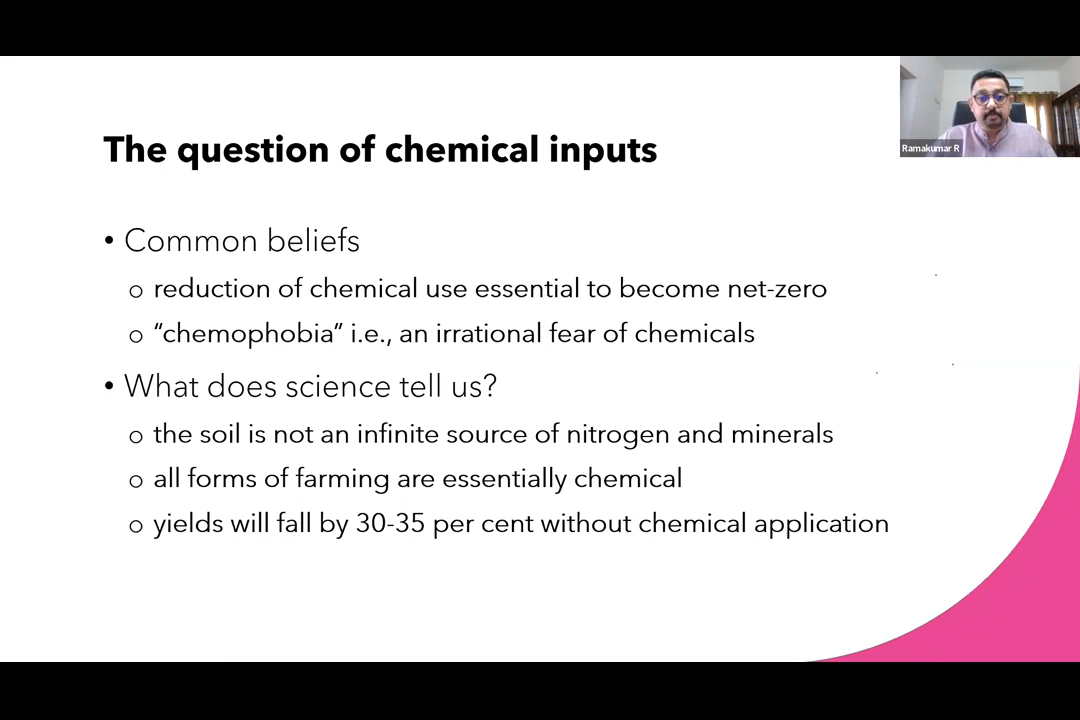 Ramakumar R
The question of chemical inputs
• Common beliefs
o reduction of chemical use essential to become net-zero
o “chemophobia” i.e., an irrational fear of chemicals
• What does science tell us?
o the soil is not an infinite source of nitrogen and minerals
o all forms of farming are essentially chemical
o yields will fall by 30-35 per cent without chemical application